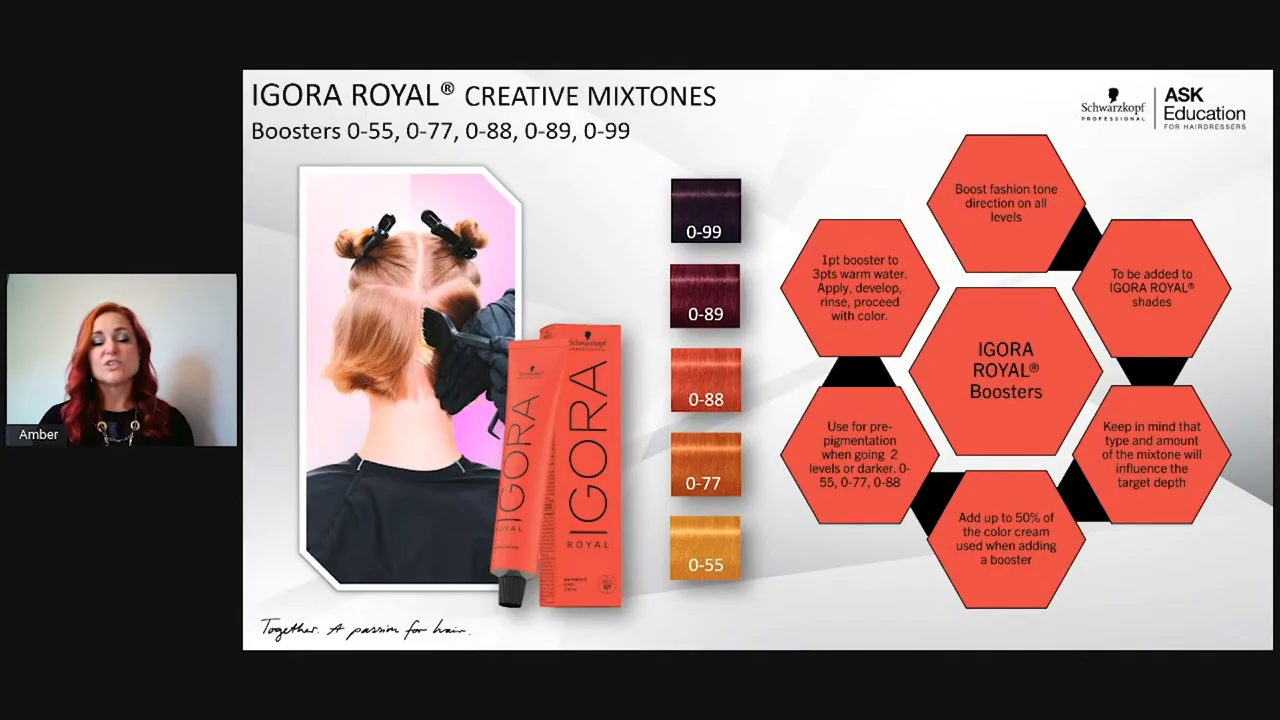 IGORA ROYAL® CREATIVE MIXTONES
Boosters 0-55, 0-77, 0-88, 0-89, 0-99
Schwarzkopf
PROFESSIONAL
ASK
Education
FOR HAIRDRESSERS
0-99
0-89
0-88
0-77
0-55
Boost fashion tone
direction on all
levels
To be added to
IGORA ROYAL®
shades
Keep in mind that
type and amount
of the mixtone will
influence the
target depth
Add up to 50% of
the color cream
used when adding
a booster
Use for pre-
pigmentation
when going 2
levels or darker. 0-
55, 0-77, 0-88
1pt booster to
3pts warm water.
Apply, develop,
rinse, proceed
with color.
IGORA
ROYAL®
Boosters
Schwarzkopf
PROFESSIONAL
IGORA
ROYAL
IGORA
ROYAL
Together. A passion for hair.
Amber